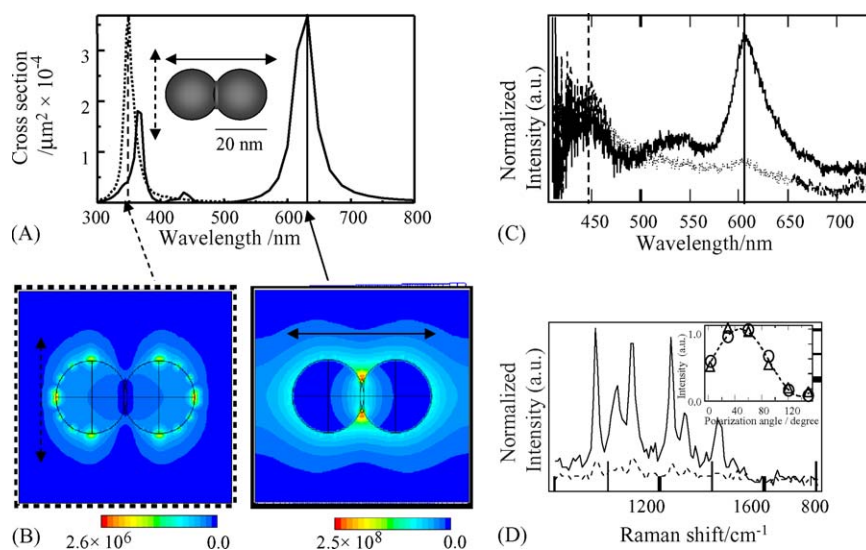 (A)
Cross section
/μm² × 10⁻⁴
3
2
1
20 nm
300 400 500 600 700 800
Wavelength /nm
(B)
2.6× 10⁶ 0.0
2.5× 10⁸ 0.0
(C)
Normalized
Intensity (a.u.)
450 500 550 600 650 700
Wavelength/nm
(D)
Normalized
Intensity (a.u.)
Intensity (a.u.)
1.0
0.0
0 40 80 120 160
Polarization angle / degree
1200 1600 800
Raman shift/cm⁻¹